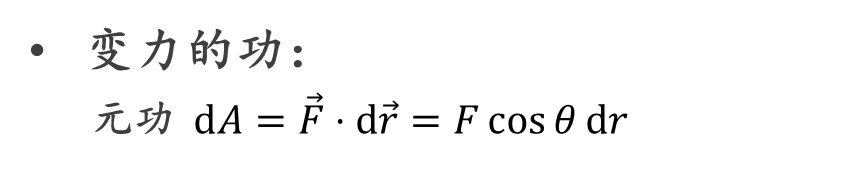 • 变力的功：
元功 dA = F⃗ · dr⃗ = F cos θ dr